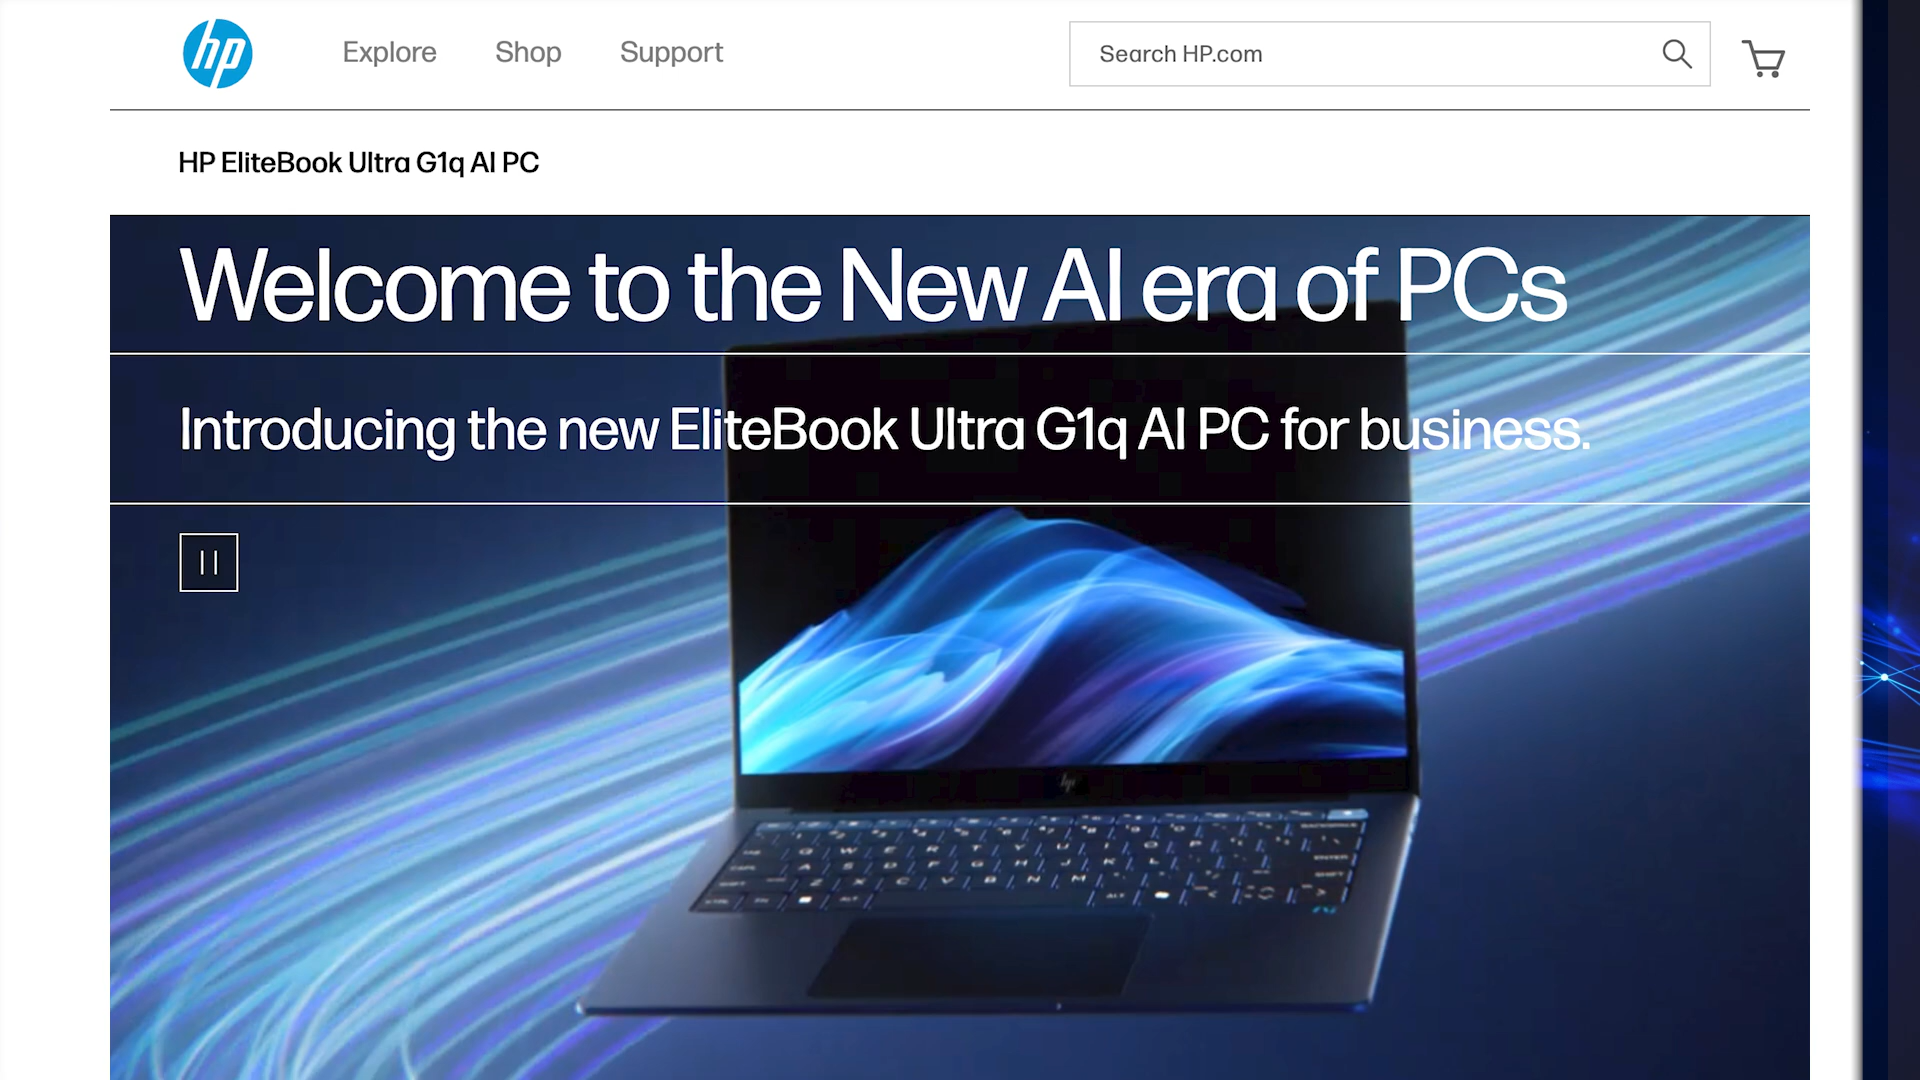 hp
Explore
Shop
Support
Search HP.com
HP EliteBook Ultra G1q AI PC
Welcome to the New AI era of PCs
Introducing the new EliteBook Ultra G1q AI PC for business.
hp
Q W E R T Y U I O P
A S D F G H J K L
Z X C V B N M